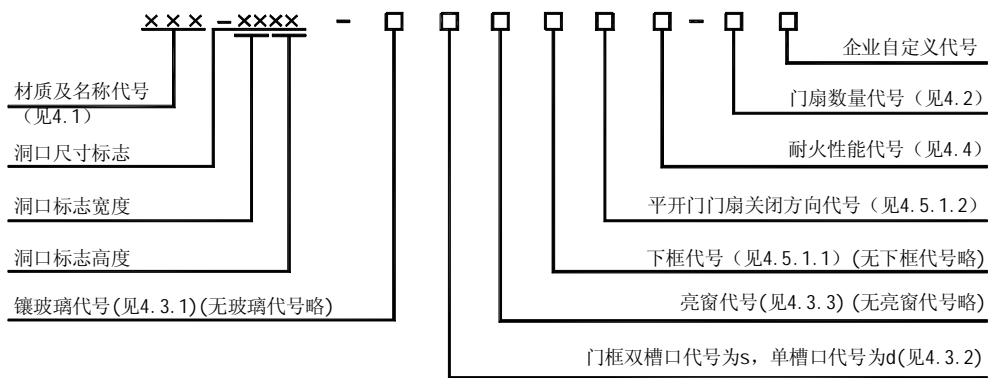 ×××-××××-□□□□□□-□□
企业自定义代号
材质及名称代号
（见4.1）
门扇数量代号（见4.2）
洞口尺寸标志
耐火性能代号（见4.4）
洞口标志宽度
平开门门扇关闭方向代号（见4.5.1.2）
洞口标志高度
下框代号（见4.5.1.1）(无下框代号略)
镶玻璃代号(见4.3.1)(无玻璃代号略)
亮窗代号(见4.3.3)(无亮窗代号略)
门框双槽口代号为s，单槽口代号为d(见4.3.2)